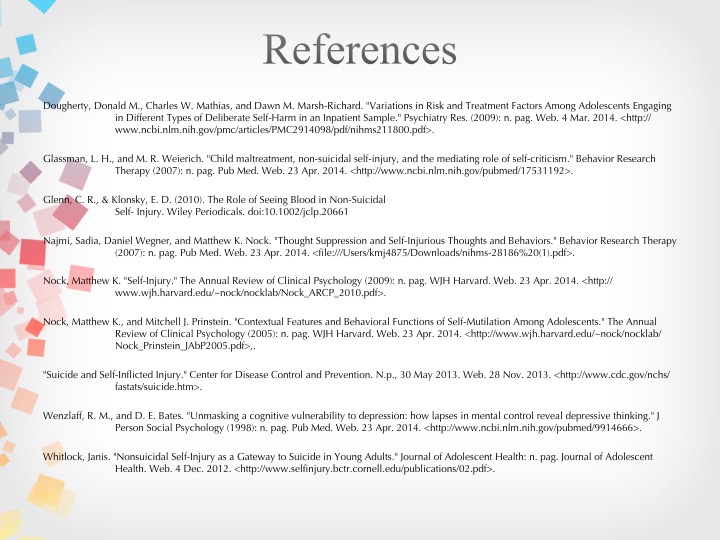 References
Dougherty, Donald M., Charles W. Mathias, and Dawn M. Marsh-Richard. "Variations in Risk and Treatment Factors Among Adolescents Engaging
in Different Types of Deliberate Self-Harm in an Inpatient Sample." Psychiatry Res. (2009): n. pag. Web. 4 Mar. 2014. <http://
www.ncbi.nlm.nih.gov/pmc/articles/PMC2914098/pdf/nihms211800.pdf>.
Glassman, L. H., and M. R. Weierich. "Child maltreatment, non-suicidal self-injury, and the mediating role of self-criticism." Behavior Research
Therapy (2007): n. pag. Pub Med. Web. 23 Apr. 2014. <http://www.ncbi.nlm.nih.gov/pubmed/17531192>.
Glenn, C. R., & Klonsky, E. D. (2010). The Role of Seeing Blood in Non-Suicidal
Self- Injury. Wiley Periodicals. doi:10.1002/jclp.20661
Najmi, Sadia, Daniel Wegner, and Matthew K. Nock. "Thought Suppression and Self-Injurious Thoughts and Behaviors." Behavior Research Therapy
(2007): n. pag. Pub Med. Web. 23 Apr. 2014. <file:///Users/kmj4875/Downloads/nihms-28186%20(1).pdf>.
Nock, Matthew K. "Self-Injury." The Annual Review of Clinical Psychology (2009): n. pag. WJH Harvard. Web. 23 Apr. 2014. <http://
www.wjh.harvard.edu/~nock/nocklab/Nock_ARCP_2010.pdf>.
Nock, Matthew K., and Mitchell J. Prinstein. "Contextual Features and Behavioral Functions of Self-Mutilation Among Adolescents." The Annual
Review of Clinical Psychology (2005): n. pag. WJH Harvard. Web. 23 Apr. 2014. <http://www.wjh.harvard.edu/~nock/nocklab/
Nock_Prinstein_JAbP2005.pdf>,.
"Suicide and Self-Inflicted Injury." Center for Disease Control and Prevention. N.p., 30 May 2013. Web. 28 Nov. 2013. <http://www.cdc.gov/nchs/
fastats/suicide.htm>.
Wenzlaff, R. M., and D. E. Bates. "Unmasking a cognitive vulnerability to depression: how lapses in mental control reveal depressive thinking." J
Person Social Psychology (1998): n. pag. Pub Med. Web. 23 Apr. 2014. <http://www.ncbi.nlm.nih.gov/pubmed/9914666>.
Whitlock, Janis. "Nonsuicidal Self-Injury as a Gateway to Suicide in Young Adults." Journal of Adolescent Health: n. pag. Journal of Adolescent
Health. Web. 4 Dec. 2012. <http://www.selfinjury.bctr.cornell.edu/publications/02.pdf>.